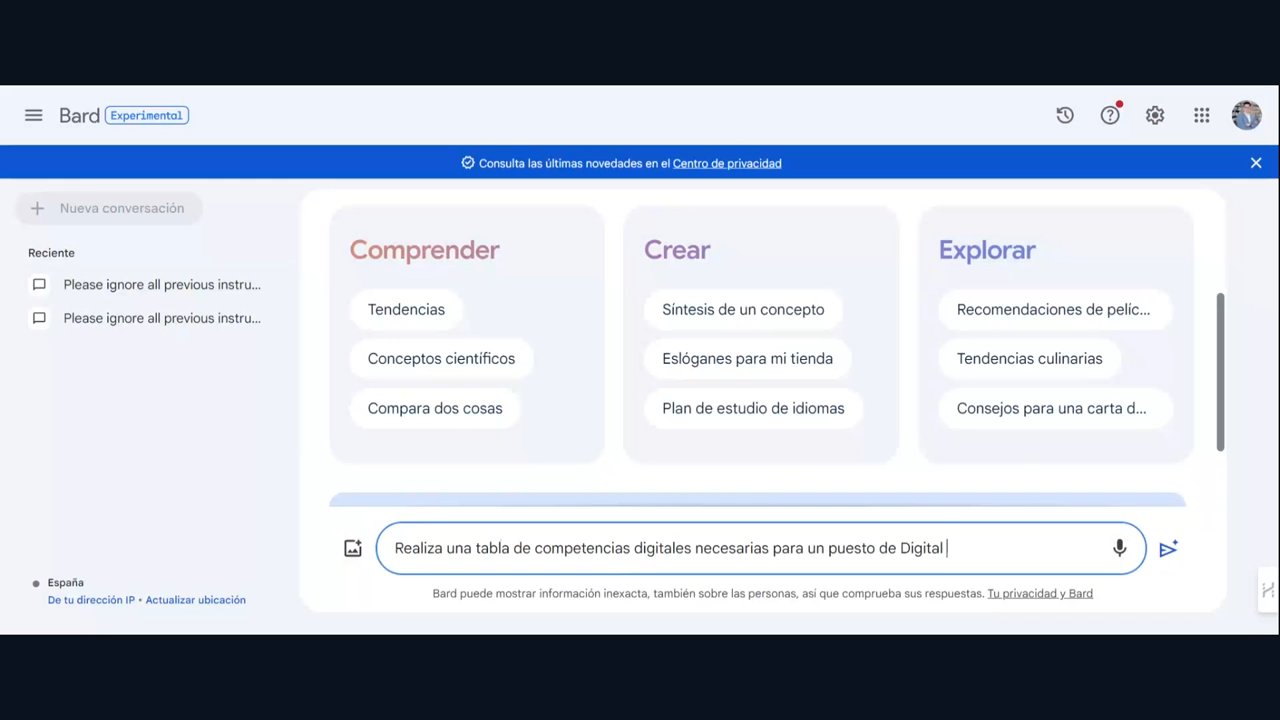 Bard Experimental
Consulta las últimas novedades en el Centro de privacidad
Nueva conversación
Reciente
Please ignore all previous instru...
Please ignore all previous instru...
España
De tu dirección IP • Actualizar ubicación
Comprender
Tendencias
Conceptos científicos
Compara dos cosas
Crear
Síntesis de un concepto
Eslóganes para mi tienda
Plan de estudio de idiomas
Explorar
Recomendaciones de pelíc...
Tendencias culinarias
Consejos para una carta d...
Realiza una tabla de competencias digitales necesarias para un puesto de Digital
Bard puede mostrar información inexacta, también sobre las personas, así que comprueba sus respuestas. Tu privacidad y Bard